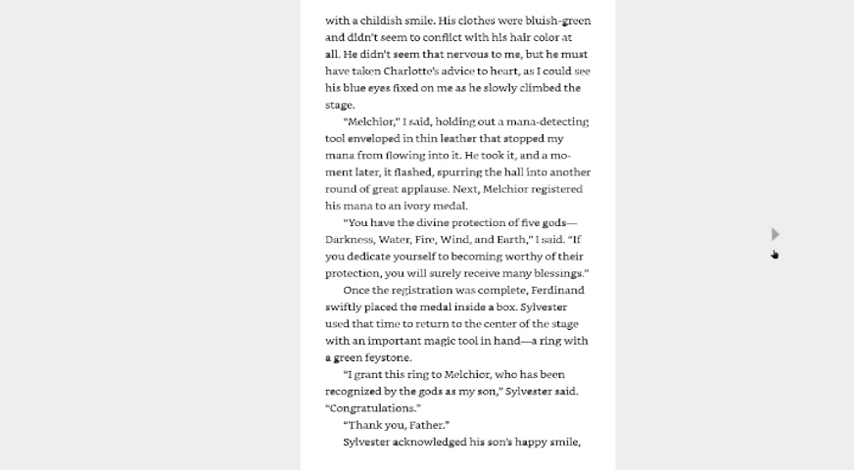 with a childish smile. His clothes were bluish-green
and didn't seem to conflict with his hair color at
all. He didn't seem that nervous to me, but he must
have taken Charlotte's advice to heart, as I could see
his blue eyes fixed on me as he slowly climbed the
stage.
“Melchior,” I said, holding out a mana-detecting
tool enveloped in thin leather that stopped my
mana from flowing into it. He took it, and a mo-
ment later, it flashed, spurring the hall into another
round of great applause. Next, Melchior registered
his mana to an ivory medal.
“You have the divine protection of five gods—
Darkness, Water, Fire, Wind, and Earth,” I said. “If
you dedicate yourself to becoming worthy of their
protection, you will surely receive many blessings.”
Once the registration was complete, Ferdinand
swiftly placed the medal inside a box. Sylvester
used that time to return to the center of the stage
with an important magic tool in hand—a ring with
a green feystone.
“I grant this ring to Melchior, who has been
recognized by the gods as my son,” Sylvester said.
“Congratulations.”
“Thank you, Father.”
Sylvester acknowledged his son's happy smile,